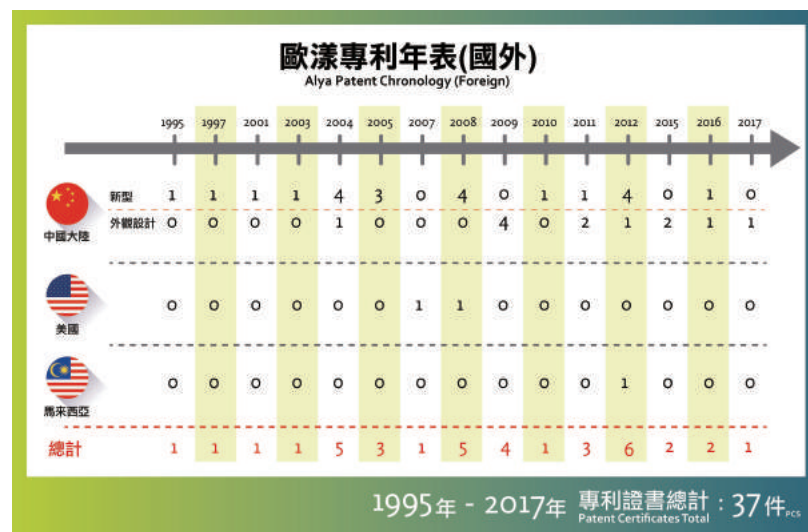 歐漾專利年表(國外)
Alya Patent Chronology (Foreign)
1995 1997 2001 2003 2004 2005 2007 2008 2009 2010 2011 2012 2015 2016 2017
新型 1 1 1 1 4 3 0 4 0 1 1 4 0 1 0
外觀設計 0 0 0 0 1 0 0 0 4 0 2 1 2 1 1
中國大陸
0 0 0 0 0 0 1 1 0 0 0 0 0 0 0
美國
0 0 0 0 0 0 0 0 0 0 0 1 0 0 0
馬來西亞
總計 1 1 1 1 5 3 1 5 4 1 3 6 2 2 1
1995年 - 2017年 專利證書總計:37件PCS
Patent Certificates Total